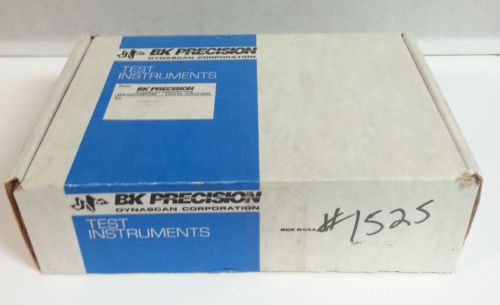 BK PRECISION
DYNASCAN CORPORATION
TEST
INSTRUMENTS
BK PRECISION
BK PRECISION
DYNASCAN CORPORATION
TEST
INSTRUMENTS
MADE IN U.S.A.
#1525